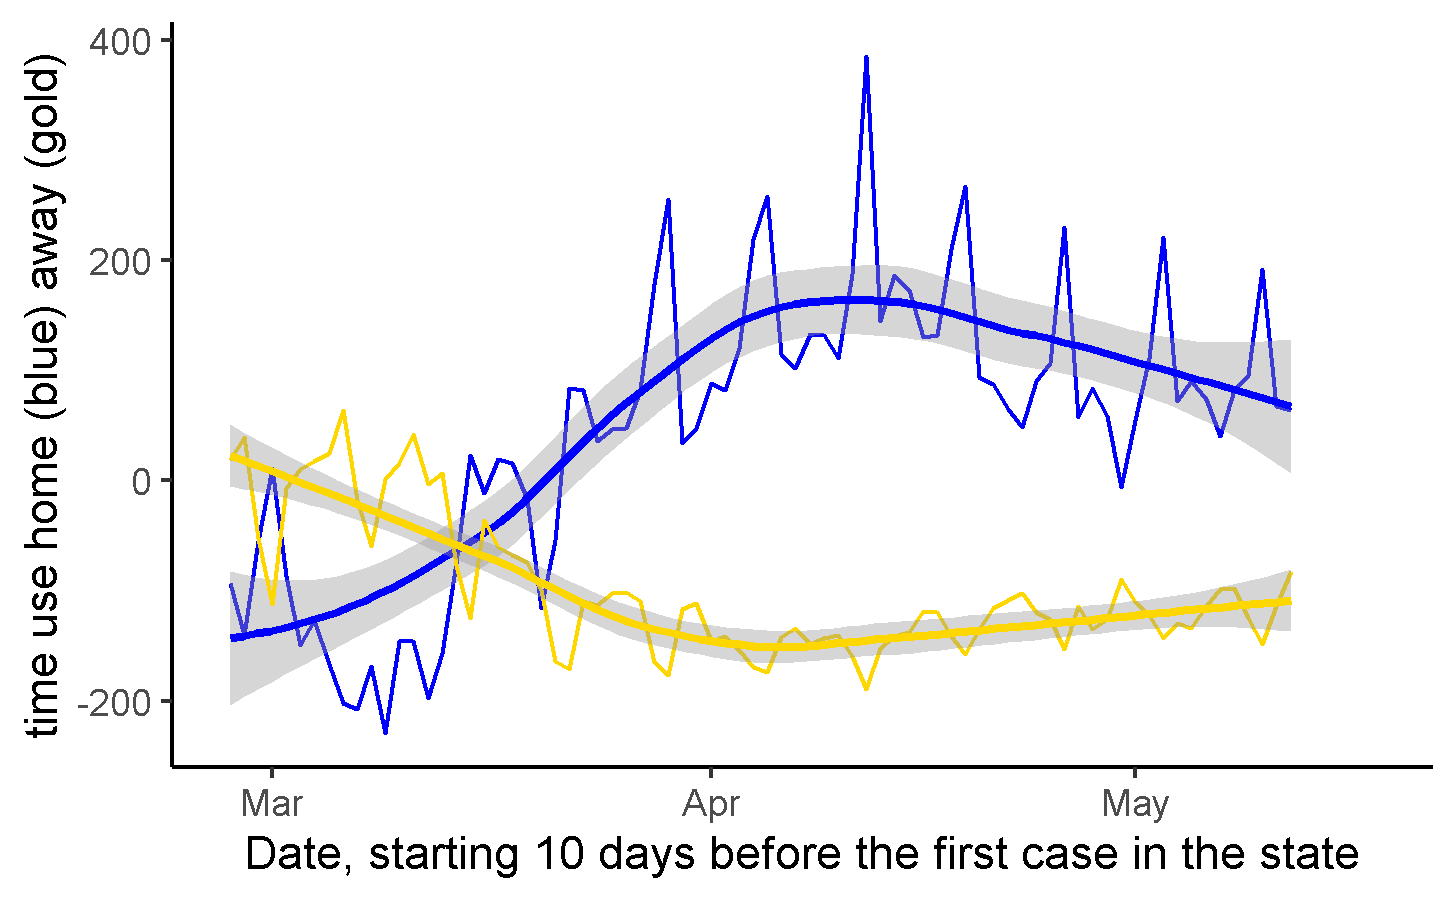 time use home (blue) away (gold)
400
200
0
-200
Mar
Apr
May
Date, starting 10 days before the first case in the state